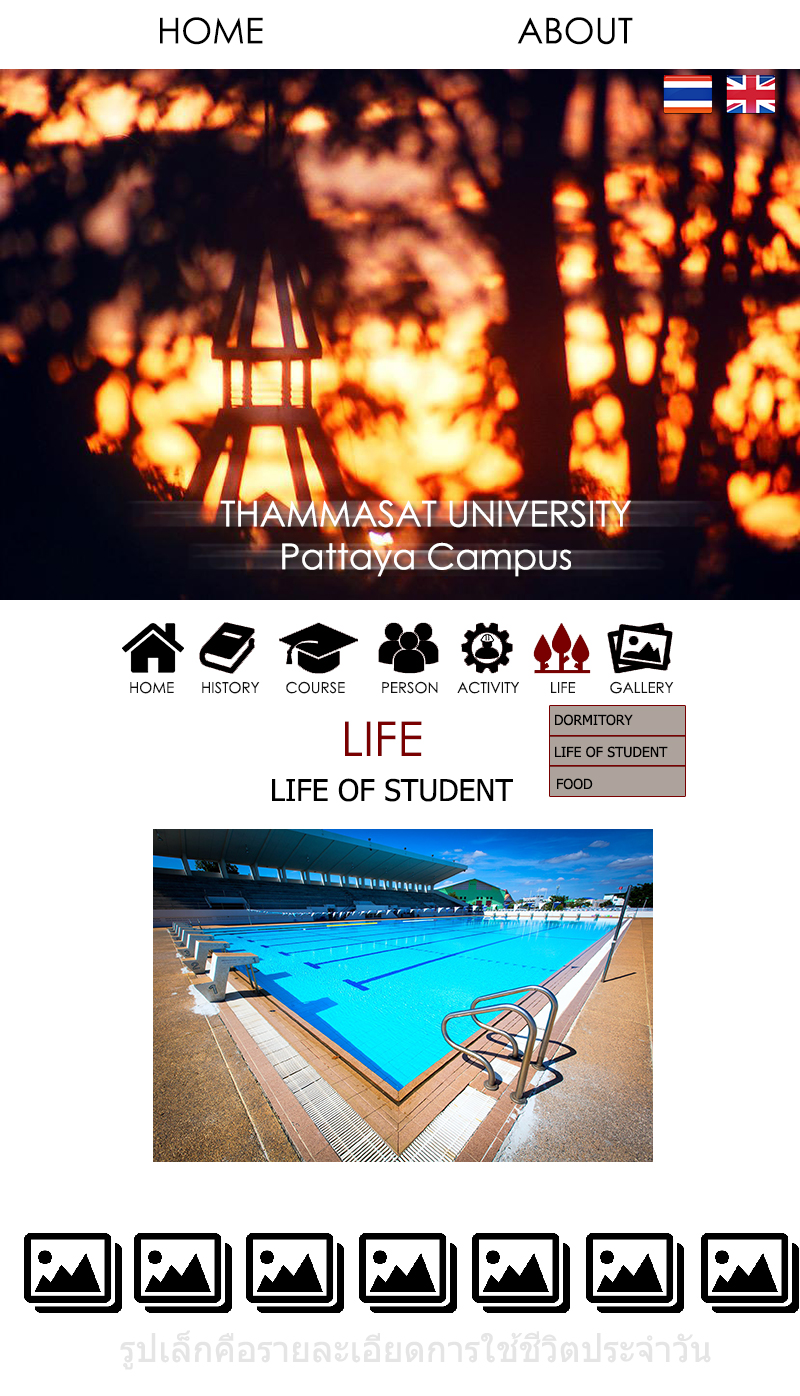 HOME ABOUT
THAMMASAT UNIVERSITY
Pattaya Campus
HOME HISTORY COURSE PERSON ACTIVITY LIFE GALLERY
DORMITORY
LIFE
LIFE OF STUDENT
LIFE OF STUDENT
FOOD
รูปเล็กคือรายละเอียดการใช้ชีวิตประจำวัน